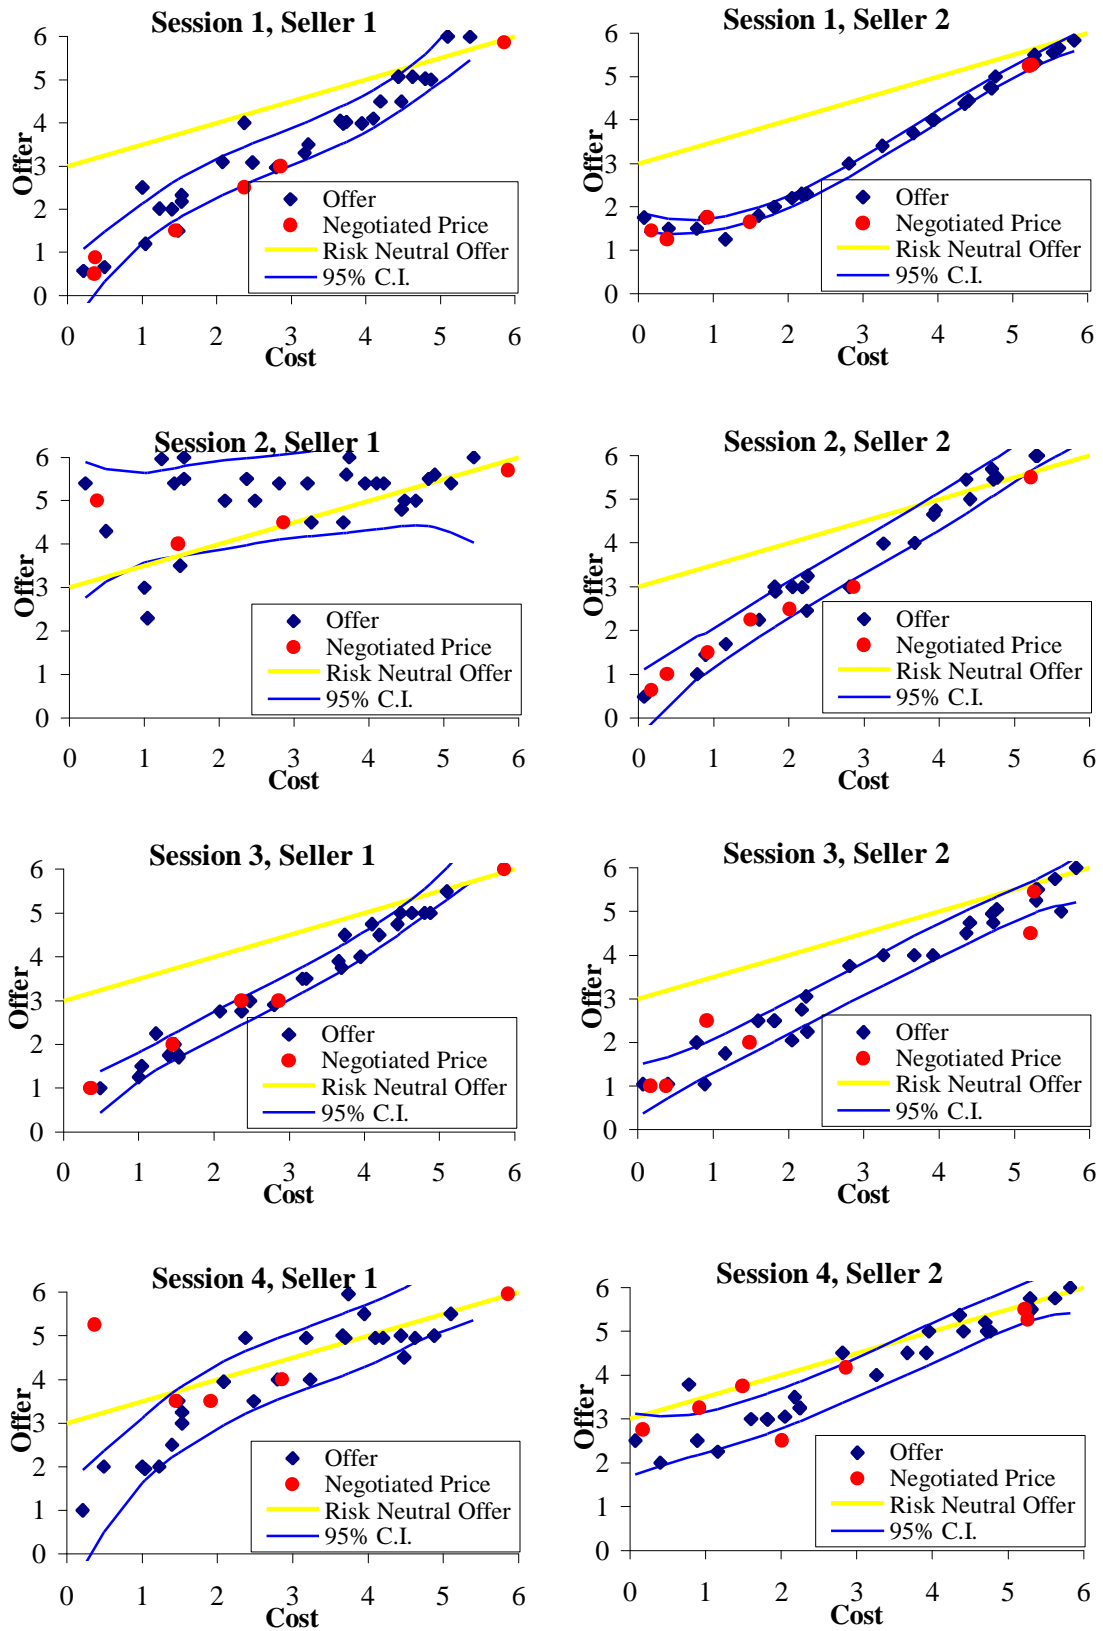 Session 1, Seller 1
6
5
4
3
2
1
0
Offer
Offer
Negotiated Price
Risk Neutral Offer
95% C.I.
0 1 2 3 4 5 6
Cost
Session 1, Seller 2
6
5
4
3
2
1
0
Offer
Offer
Negotiated Price
Risk Neutral Offer
95% C.I.
0 1 2 3 4 5 6
Cost
Session 2, Seller 1
6
5
4
3
2
1
0
Offer
Offer
Negotiated Price
Risk Neutral Offer
95% C.I.
0 1 2 3 4 5 6
Cost
Session 2, Seller 2
6
5
4
3
2
1
0
Offer
Offer
Negotiated Price
Risk Neutral Offer
95% C.I.
0 1 2 3 4 5 6
Cost
Session 3, Seller 1
6
5
4
3
2
1
0
Offer
Offer
Negotiated Price
Risk Neutral Offer
95% C.I.
0 1 2 3 4 5 6
Cost
Session 3, Seller 2
6
5
4
3
2
1
0
Offer
Offer
Negotiated Price
Risk Neutral Offer
95% C.I.
0 1 2 3 4 5 6
Cost
Session 4, Seller 1
6
5
4
3
2
1
0
Offer
Offer
Negotiated Price
Risk Neutral Offer
95% C.I.
0 1 2 3 4 5 6
Cost
Session 4, Seller 2
6
5
4
3
2
1
0
Offer
Offer
Negotiated Price
Risk Neutral Offer
95% C.I.
0 1 2 3 4 5 6
Cost